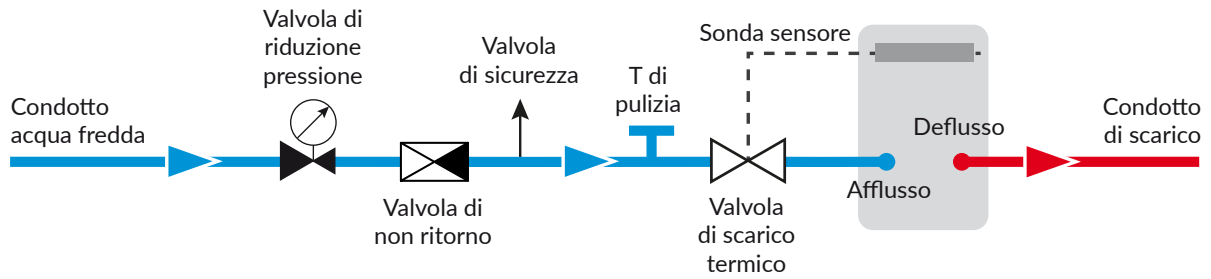 Condotto
acqua fredda
Valvola di
riduzione
pressione
Valvola di
non ritorno
Valvola
di sicurezza
T di
pulizia
Sonda sensore
Valvola
di scarico
termico
Afflusso
Deflusso
Condotto
di scarico